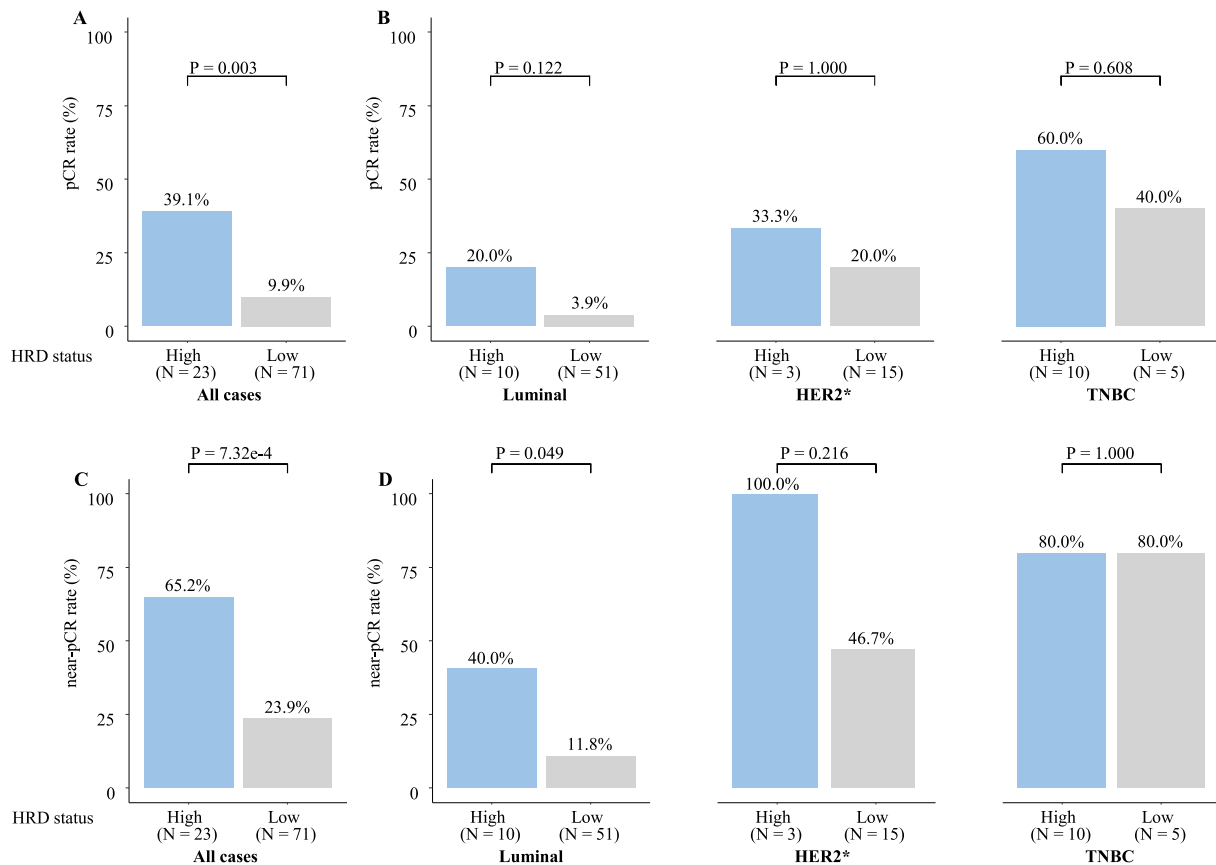 A
B
100
75
50
25
0
pCR rate (%)
P = 0.003
39.1%
9.9%
100
75
50
25
0
pCR rate (%)
P = 0.122
20.0%
3.9%
P = 1.000
33.3%
20.0%
P = 0.608
60.0%
40.0%
HRD status
High
(N = 23)
Low
(N = 71)
All cases
High
(N = 10)
Low
(N = 51)
Luminal
High
(N = 3)
Low
(N = 15)
HER2*
High
(N = 10)
Low
(N = 5)
TNBC
C
D
100
75
50
25
0
near-pCR rate (%)
P = 7.32e-4
65.2%
23.9%
100
75
50
25
0
near-pCR rate (%)
P = 0.049
40.0%
11.8%
P = 0.216
100.0%
46.7%
P = 1.000
80.0%
80.0%
HRD status
High
(N = 23)
Low
(N = 71)
All cases
High
(N = 10)
Low
(N = 51)
Luminal
High
(N = 3)
Low
(N = 15)
HER2*
High
(N = 10)
Low
(N = 5)
TNBC